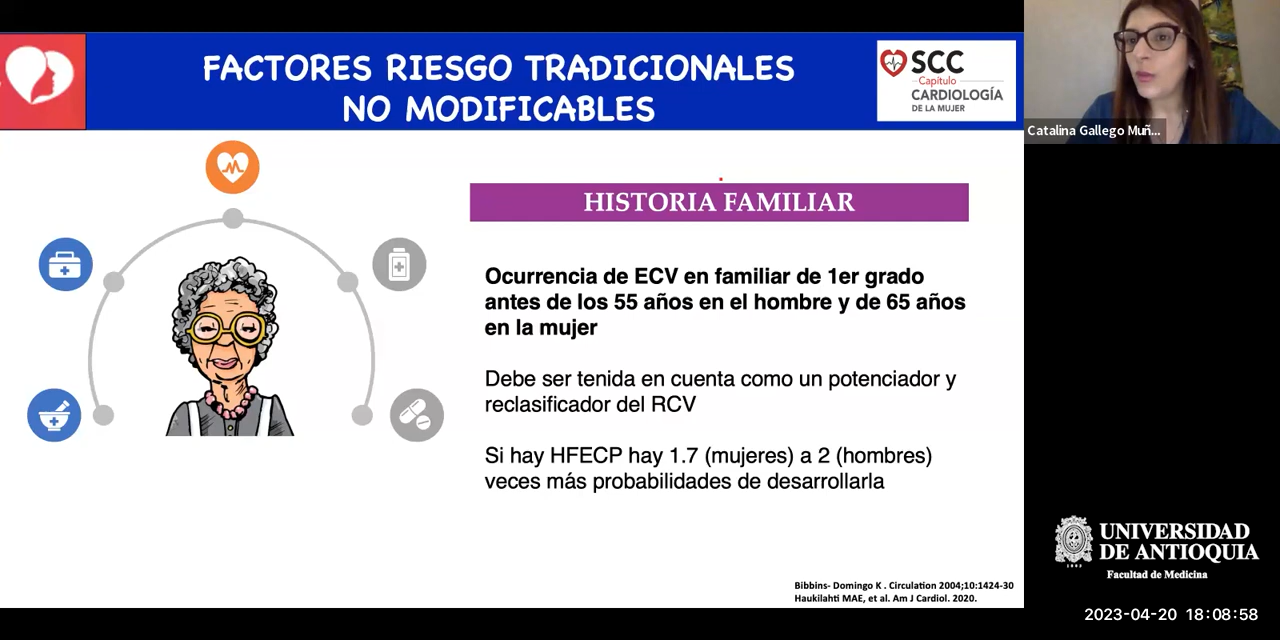 FACTORES RIESGO TRADICIONALES
NO MODIFICABLES
SCC
Capítulo
CARDIOLOGÍA
DE LA MUJER
Catalina Gallego Muñ...
HISTORIA FAMILIAR
Ocurrencia de ECV en familiar de 1er grado
antes de los 55 años en el hombre y de 65 años
en la mujer
Debe ser tenida en cuenta como un potenciador y
reclasificador del RCV
Si hay HFECP hay 1.7 (mujeres) a 2 (hombres)
veces más probabilidades de desarrollarla
Bibbins- Domingo K . Circulation 2004;10:1424-30
Haukilahti MAE, et al. Am J Cardiol. 2020.
UNIVERSIDAD
DE ANTIOQUIA
1803
Facultad de Medicina
2023-04-20 18:08:58